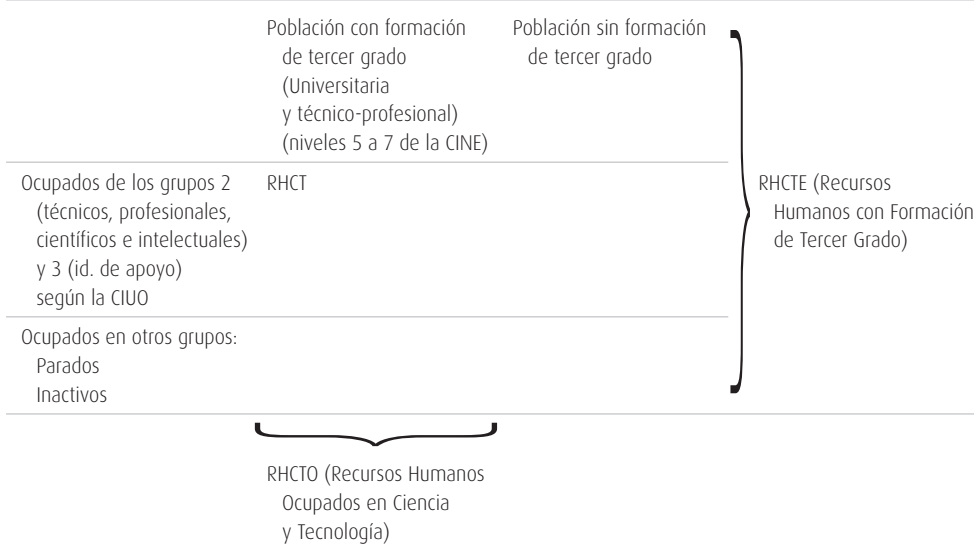 Población con formación
de tercer grado
(Universitaria
y técnico-profesional)
(niveles 5 a 7 de la CINE)
Población sin formación
de tercer grado
Ocupados de los grupos 2
(técnicos, profesionales,
científicos e intelectuales)
y 3 (id. de apoyo)
según la CIUO
RHCT
RHCTE (Recursos
Humanos con Formación
de Tercer Grado)
Ocupados en otros grupos:
Parados
Inactivos
RHCTO (Recursos Humanos
Ocupados en Ciencia
y Tecnología)